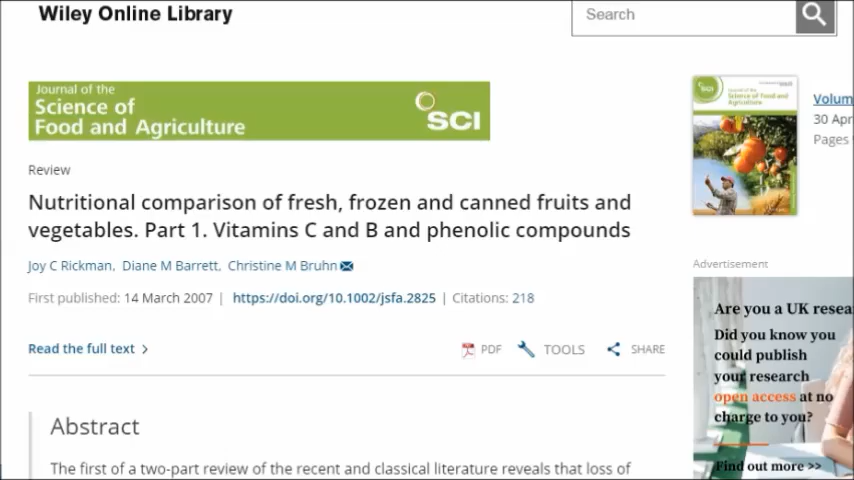 Wiley Online Library
Search
Journal of the
Science of
Food and Agriculture
SCI
Volum
30 Apr
Pages
Review
Nutritional comparison of fresh, frozen and canned fruits and
vegetables. Part 1. Vitamins C and B and phenolic compounds
Joy C Rickman, Diane M Barrett, Christine M Bruhn
First published: 14 March 2007 | https://doi.org/10.1002/jsfa.2825 | Citations: 218
Read the full text
PDF TOOLS SHARE
Advertisement
Are you a UK resea
Did you know you
could publish
your research
open access at no
charge to you?
Find out more >>
Abstract
The first of a two-part review of the recent and classical literature reveals that loss of